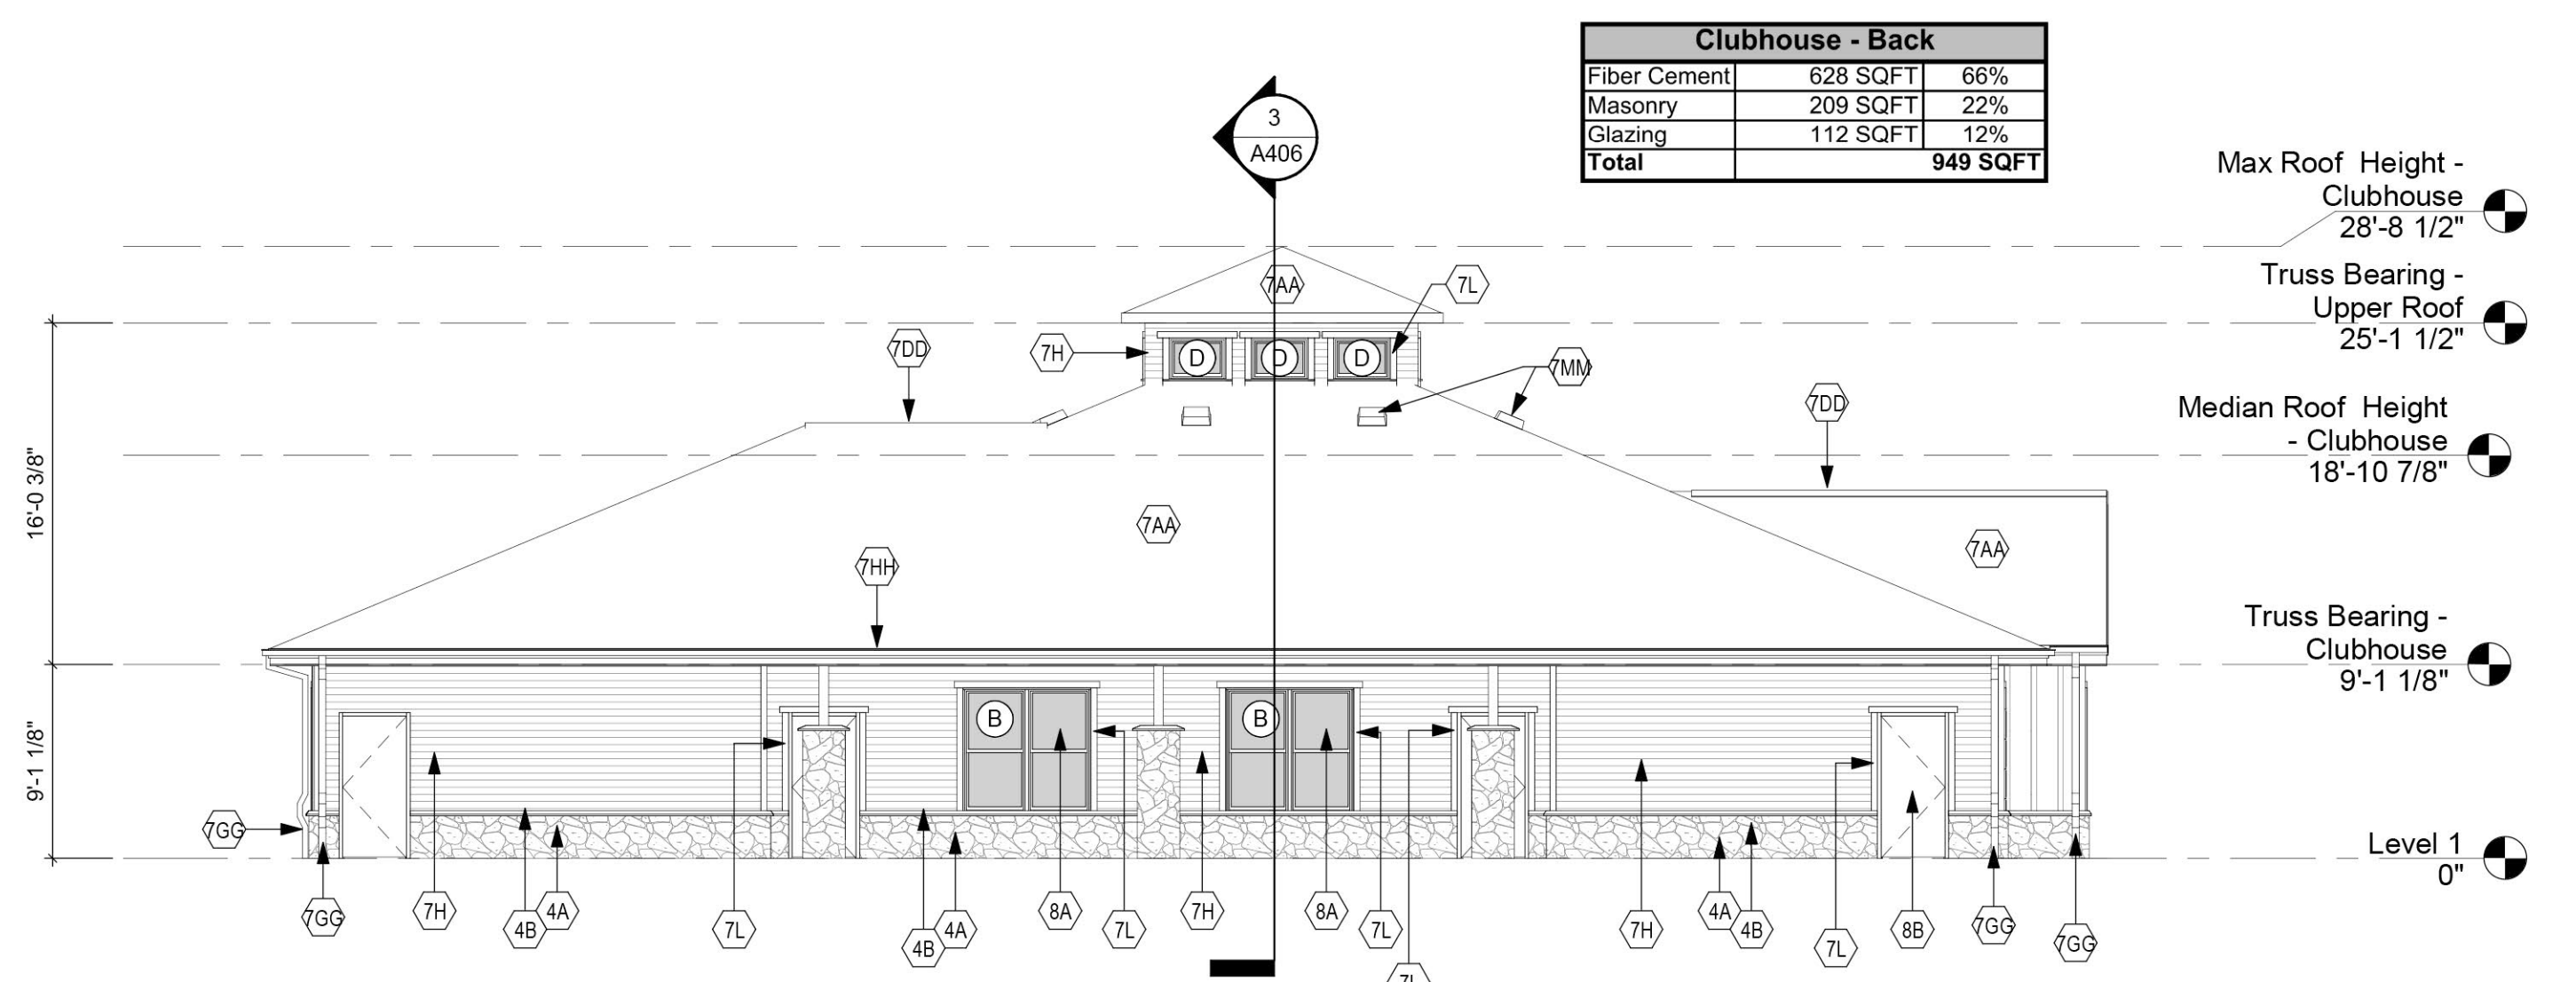 Clubhouse - Back
Fiber Cement 628 SQFT 66%
Masonry 209 SQFT 22%
Glazing 112 SQFT 12%
Total 949 SQFT
3
A406
Max Roof Height -
Clubhouse
28'-8 1/2"
Truss Bearing -
Upper Roof
25'-1 1/2"
Median Roof Height
- Clubhouse
18'-10 7/8"
Truss Bearing -
Clubhouse
9'-1 1/8"
Level 1
0"
16'-0 3/8"
9'-1 1/8"
7AA
7L
7DD
7H
D
D
D
7MM
7DD
7AA
7AA
7HH
B
B
7GG
7GG
7H
4B
4A
7L
4B
4A
8A
7L
7H
8A
7L
7L
7H
4A
4B
7L
8B
7GG
7GG